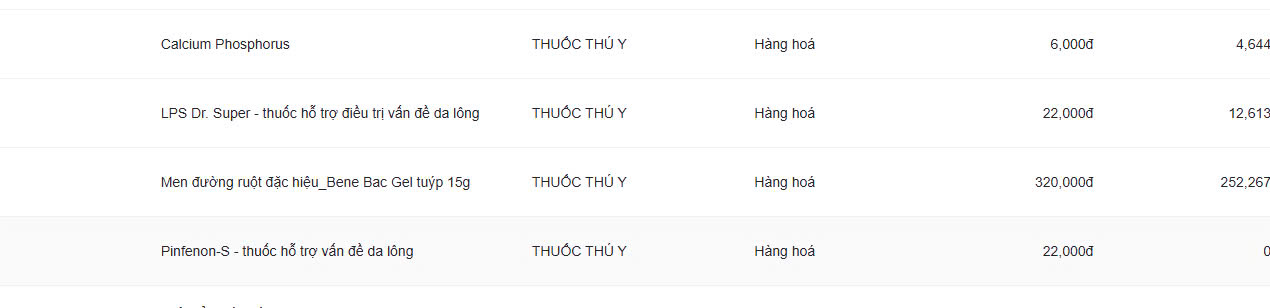 Calcium Phosphorus THUỐC THÚ Y Hàng hoá 6,000đ 4,644
LPS Dr. Super - thuốc hỗ trợ điều trị vấn đề da lông THUỐC THÚ Y Hàng hoá 22,000đ 12,613
Men đường ruột đặc hiệu_Bene Bac Gel tuýp 15g THUỐC THÚ Y Hàng hoá 320,000đ 252,267
Pinfenon-S - thuốc hỗ trợ vấn đề da lông THUỐC THÚ Y Hàng hoá 22,000đ 0